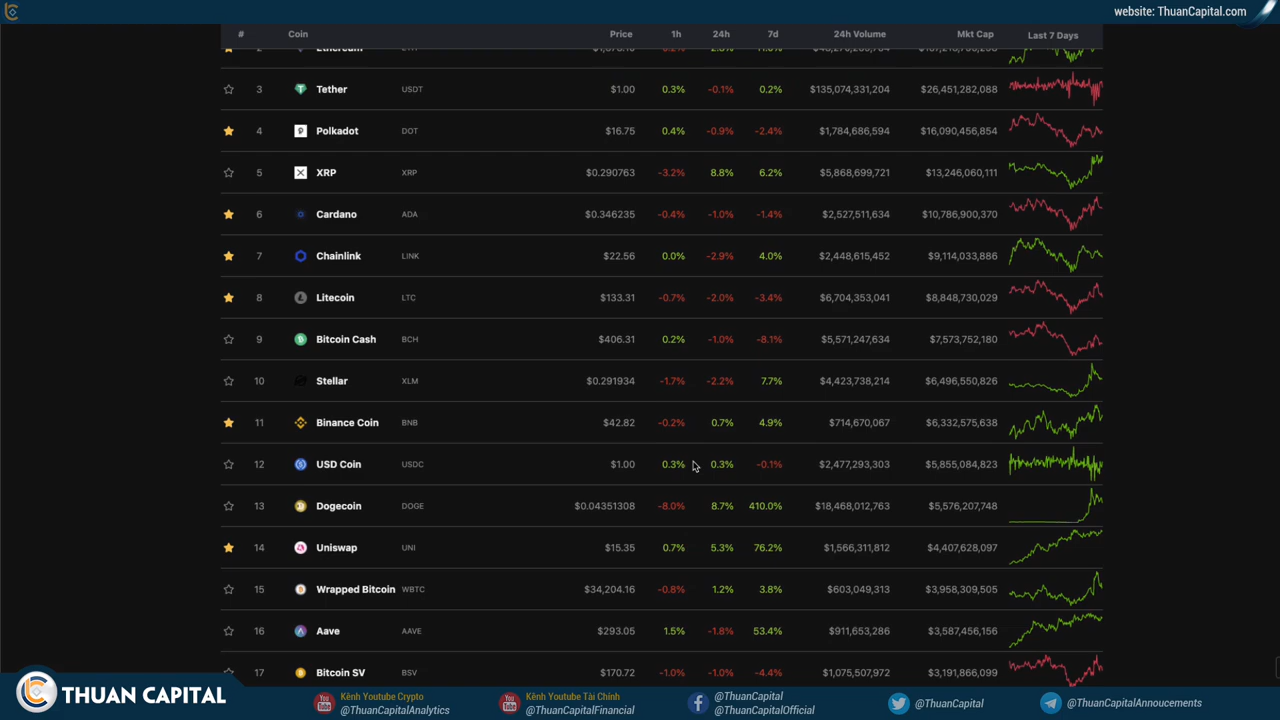 website: ThuanCapital.com
# Coin Price 1h 24h 7d 24h Volume Mkt Cap Last 7 Days
3 Tether USDT $1.00 0.3% -0.1% 0.2% $135,074,331,204 $26,451,282,088
4 Polkadot DOT $16.75 0.4% -0.9% -2.4% $1,784,686,594 $16,090,456,854
5 XRP XRP $0.290763 -3.2% 8.8% 6.2% $5,868,699,721 $13,246,060,111
6 Cardano ADA $0.346235 -0.4% -1.0% -1.4% $2,527,511,634 $10,786,900,370
7 Chainlink LINK $22.56 0.0% -2.9% 4.0% $2,448,615,452 $9,114,033,886
8 Litecoin LTC $133.31 -0.7% -2.0% -3.4% $6,704,353,041 $8,848,730,029
9 Bitcoin Cash BCH $406.31 0.2% -1.0% -8.1% $5,571,247,634 $7,573,752,180
10 Stellar XLM $0.291934 -1.7% -2.2% 7.7% $4,423,738,214 $6,496,550,826
11 Binance Coin BNB $42.82 -0.2% 0.7% 4.9% $714,670,067 $6,332,575,638
12 USD Coin USDC $1.00 0.3% 0.3% -0.1% $2,477,293,303 $5,855,084,823
13 Dogecoin DOGE $0.04351308 -8.0% 8.7% 410.0% $18,468,012,763 $5,576,207,748
14 Uniswap UNI $15.35 0.7% 5.3% 76.2% $1,566,311,812 $4,407,628,097
15 Wrapped Bitcoin WBTC $34,204.16 -0.8% 1.2% 3.8% $603,049,313 $3,958,309,505
16 Aave AAVE $293.05 1.5% -1.8% 53.4% $911,653,286 $3,587,456,156
17 Bitcoin SV BSV $170.72 -1.0% -1.0% -4.4% $1,075,507,972 $3,191,866,099
THUAN CAPITAL
Kênh Youtube Crypto
@ThuanCapitalAnalytics
Kênh Youtube Tài Chính
@ThuanCapitalFinancial
@ThuanCapital
@ThuanCapitalOfficial
@ThuanCapital
@ThuanCapitalAnnoucements